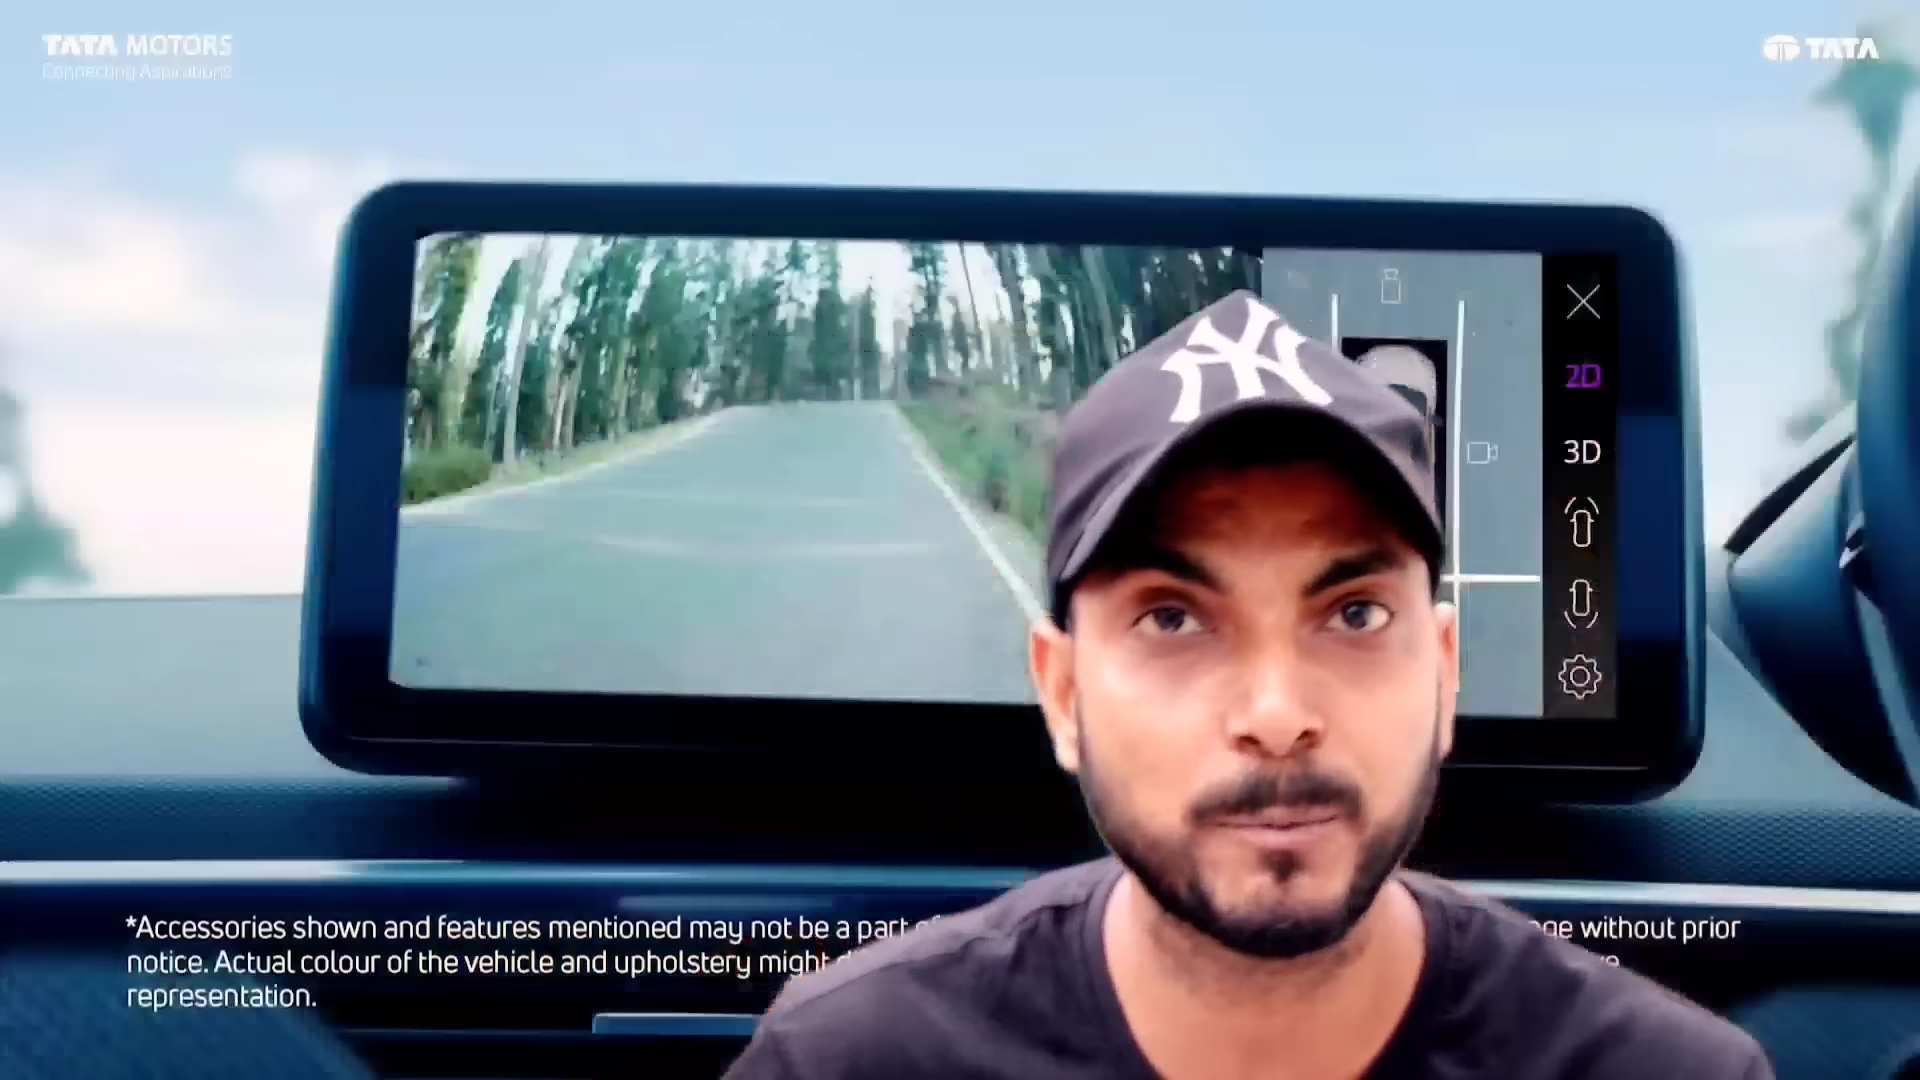 TATA MOTORS
Connecting Aspirations
TATA
NY
2D
3D
*Accessories shown and features mentioned may not be a part of
without prior
notice. Actual colour of the vehicle and upholstery might
representation.